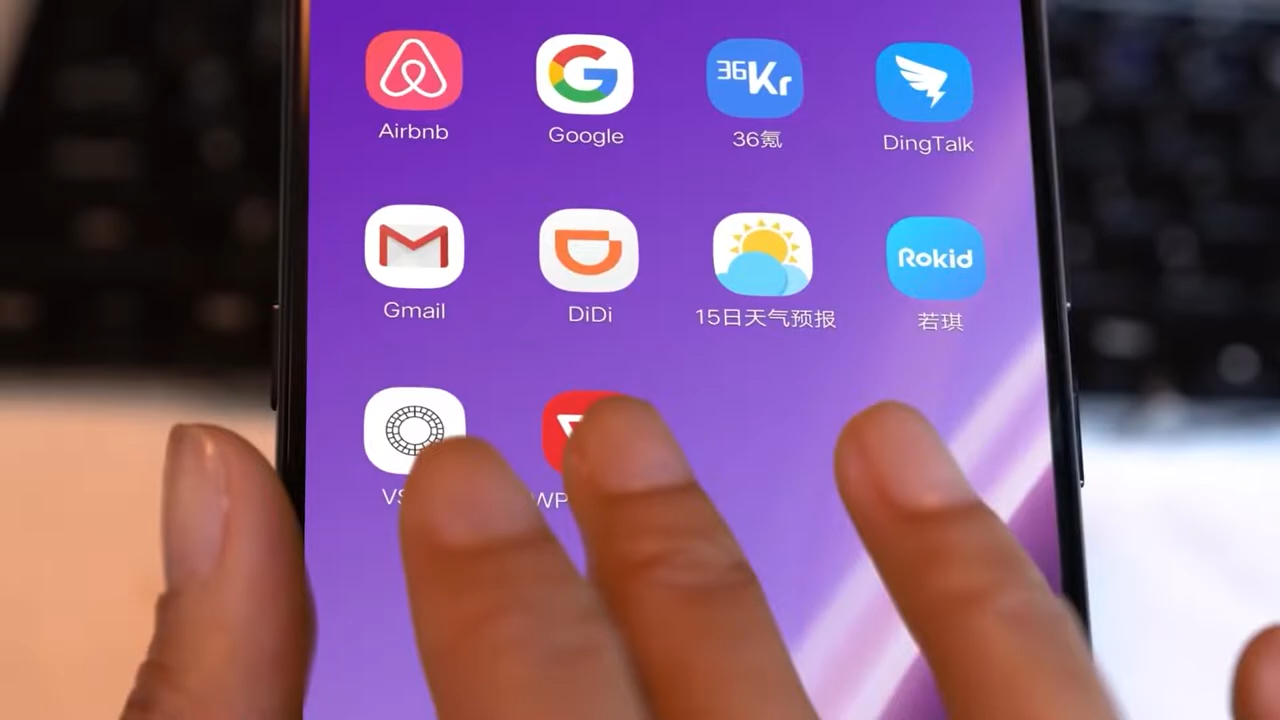 36Kr
Airbnb
Google
36氪
DingTalk
Rokid
Gmail
DiDi
15日天气预报
若琪